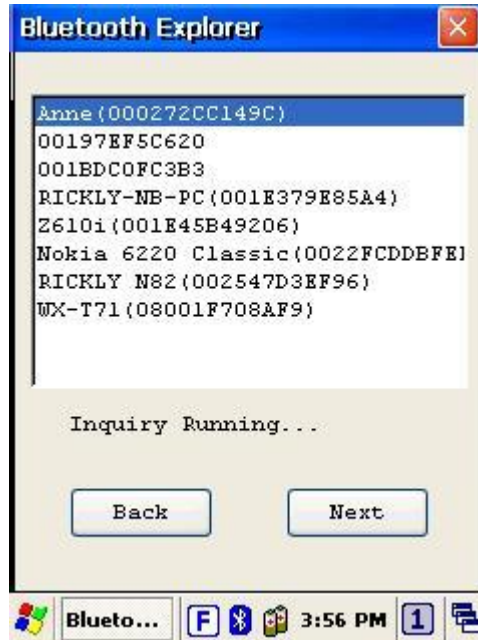 Bluetooth Explorer
Anne(000272CC149C)
00197EF5C620
001BDC0FC3B3
RICKLY-NB-PC(001E379E85A4)
Z610i(001E45B49206)
Nokia 6220 Classic(0022FCDDBFE
RICKLY N82(002547D3EF96)
WX-T71(08001F708AF9)
Inquiry Running...
Back
Next
Blueto...
F
3:56 PM
1